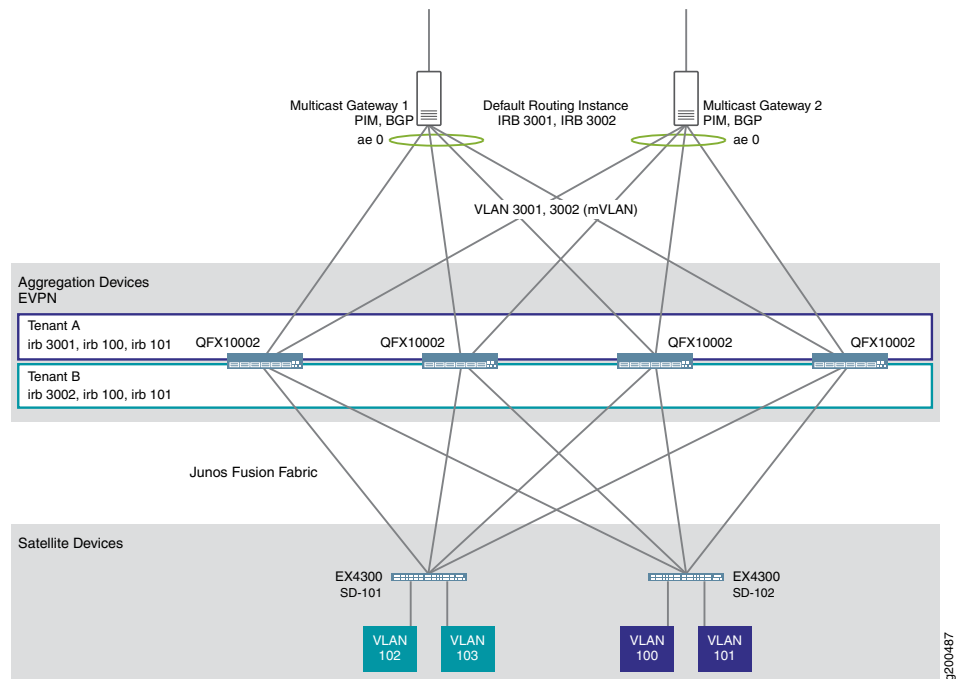 Multicast Gateway 1
PIM, BGP
ae 0
Default Routing Instance
IRB 3001, IRB 3002
Multicast Gateway 2
PIM, BGP
ae 0
VLAN 3001, 3002 (mVLAN)
Aggregation Devices
EVPN
Tenant A
irb 3001, irb 100, irb 101
QFX10002
QFX10002
QFX10002
QFX10002
Tenant B
irb 3002, irb 100, irb 101
Junos Fusion Fabric
Satellite Devices
EX4300
SD-101
EX4300
SD-102
VLAN
102
VLAN
103
VLAN
100
VLAN
101
g200487